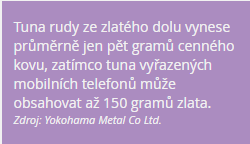 Tuna rudy ze zlatého dolu vynese
průměrně jen pět gramů cenného
kovu, zatímco tuna vyřazených
mobilních telefonů může
obsahovat až 150 gramů zlata.
Zdroj: Yokohama Metal Co Ltd.